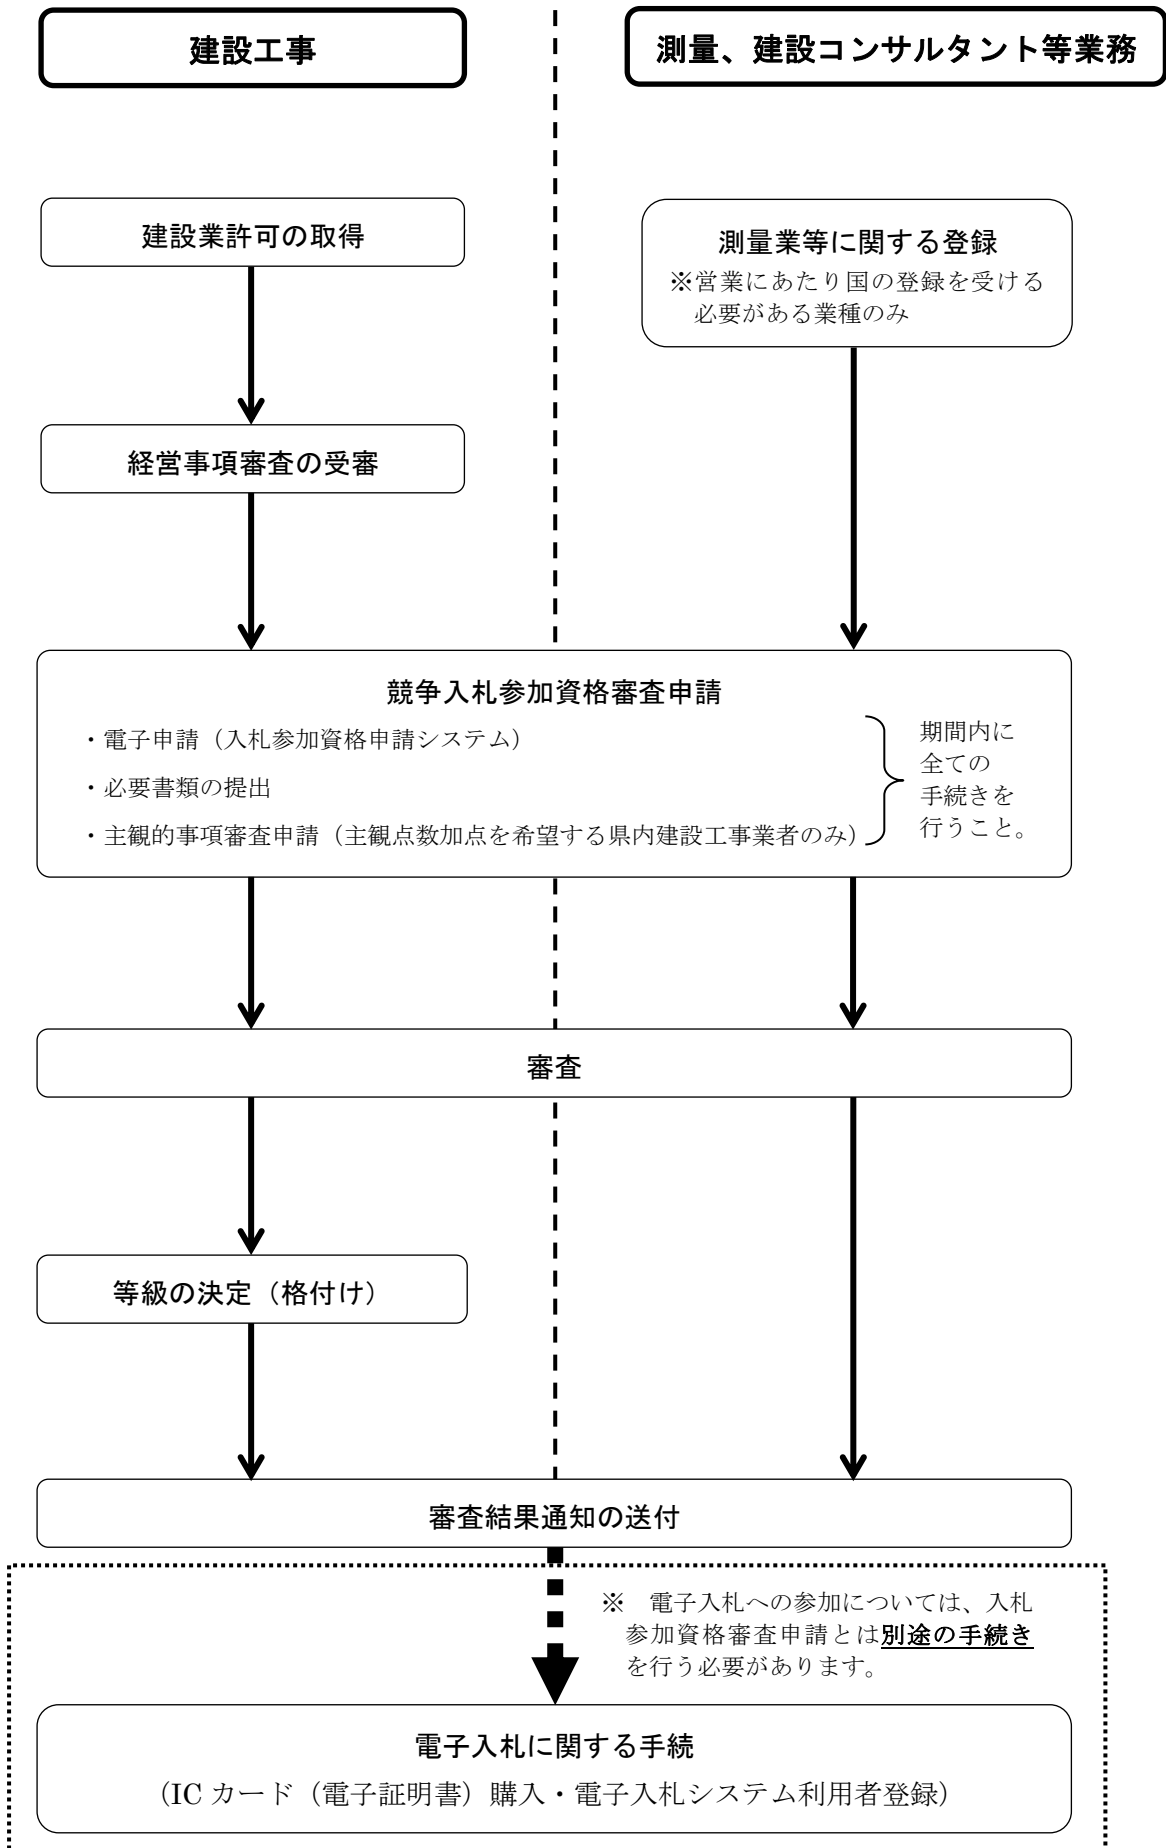 建設工事
測量、建設コンサルタント等業務
建設業許可の取得
測量業等に関する登録
※営業にあたり国の登録を受ける
必要がある業種のみ
経営事項審査の受審
競争入札参加資格審査申請
・電子申請（入札参加資格申請システム）
・必要書類の提出
・主観的事項審査申請（主観点数加点を希望する県内建設工事業者のみ）
期間内に
全ての
手続きを
行うこと。
審査
等級の決定（格付け）
審査結果通知の送付
※　電子入札への参加については、入札
参加資格審査申請とは別途の手続き
を行う必要があります。
電子入札に関する手続
（IC カード（電子証明書）購入・電子入札システム利用者登録）